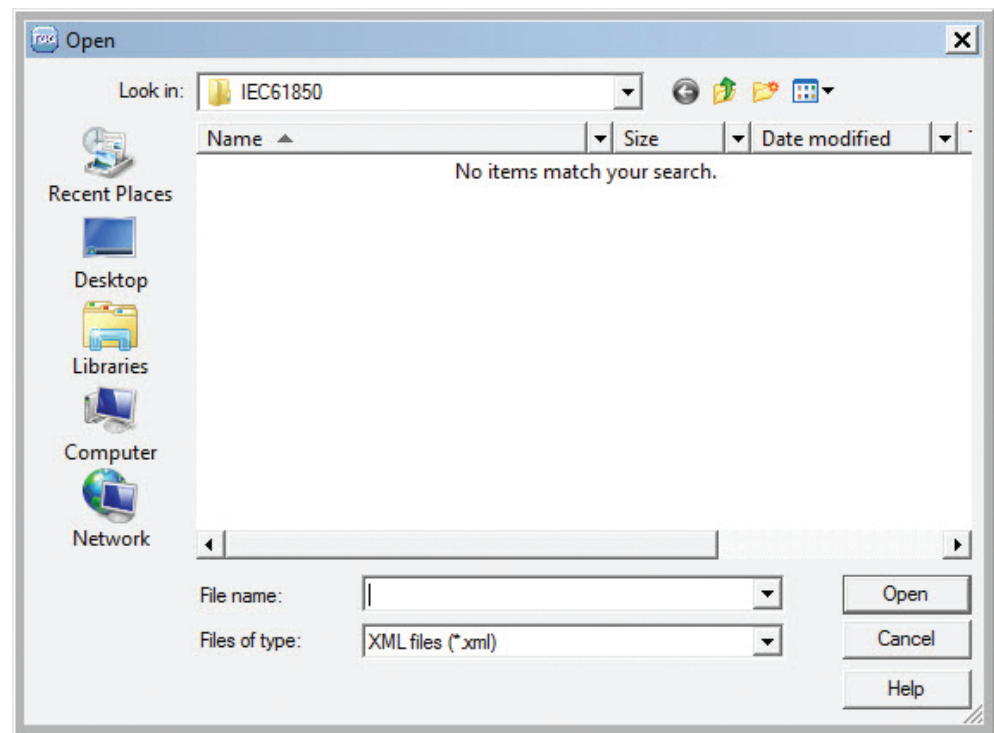 Open
Look in: IEC61850
Name Size Date modified
No items match your search.
Recent Places
Desktop
Libraries
Computer
Network
File name: Open
Files of type: XML files (*.xml) Cancel
Help